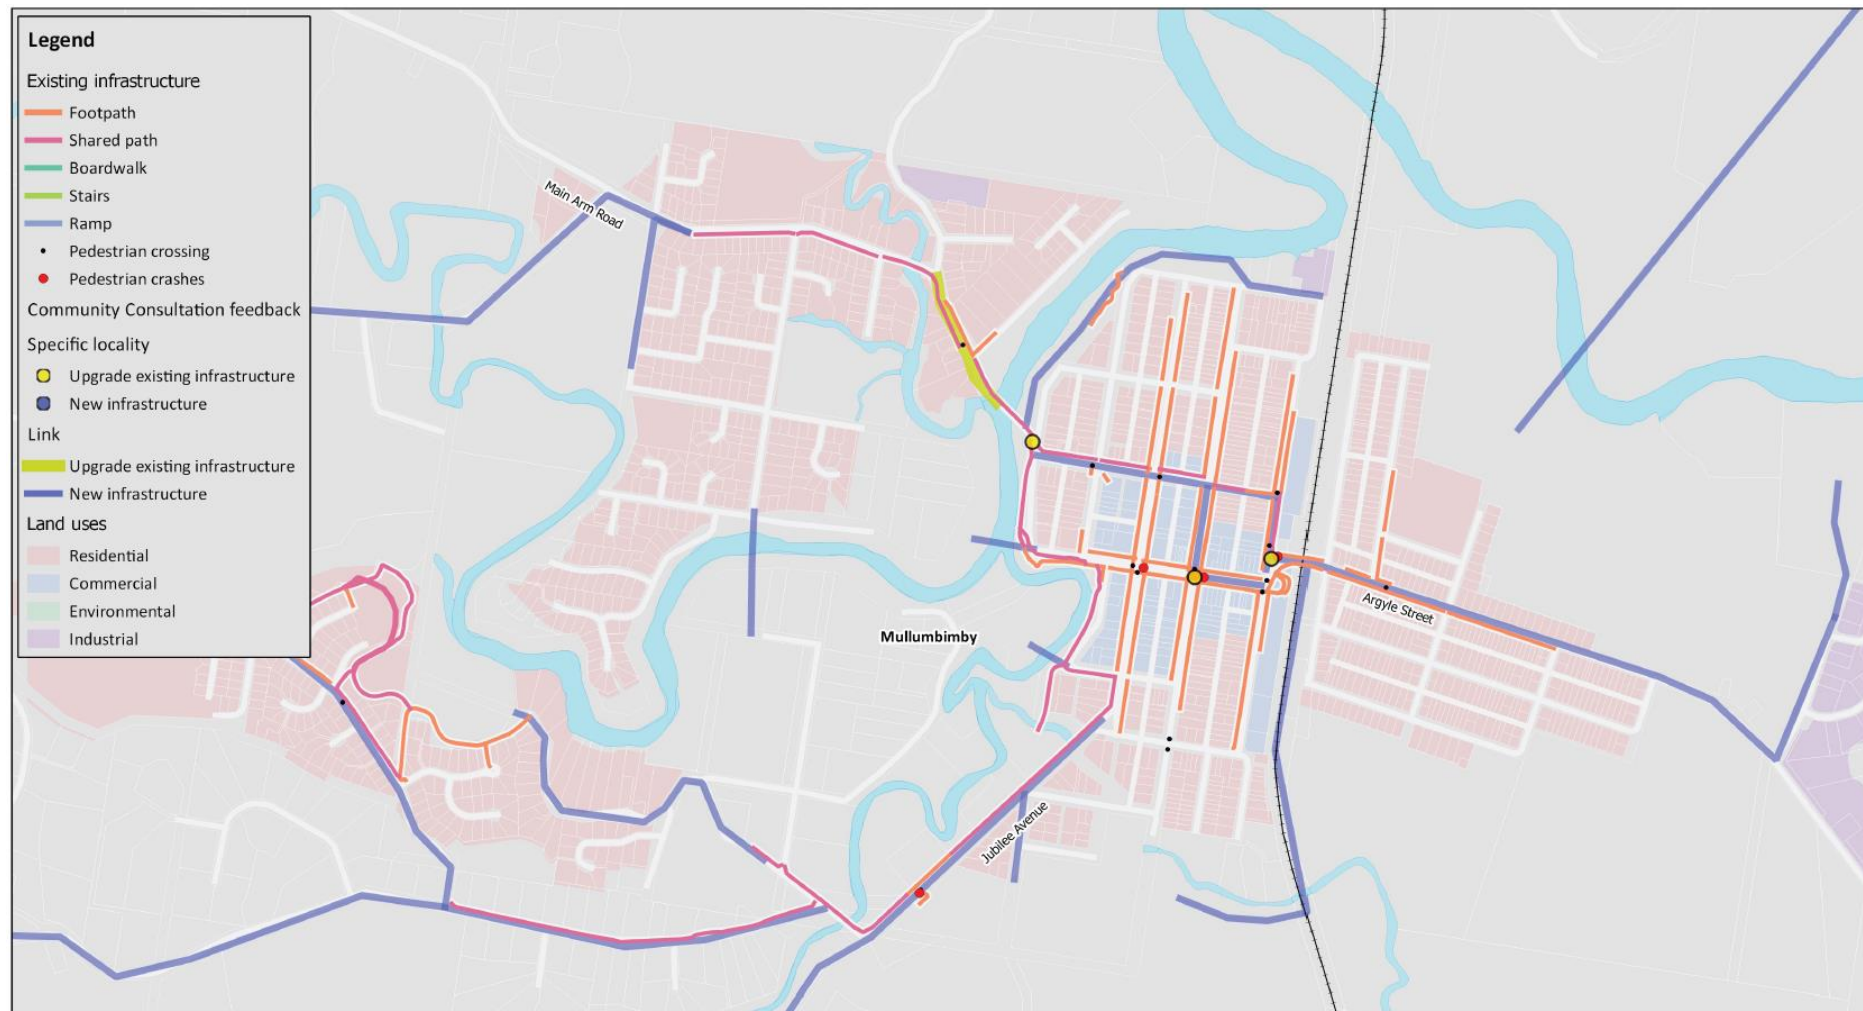 Legend
Existing infrastructure
Footpath
Shared path
Boardwalk
Stairs
Ramp
Pedestrian crossing
Pedestrian crashes
Community Consultation feedback
Specific locality
Upgrade existing infrastructure
New infrastructure
Link
Upgrade existing infrastructure
New infrastructure
Land uses
Residential
Commercial
Environmental
Industrial
Main Arm Road
Argyle Street
Mullumbimby
Jubilee Avenue